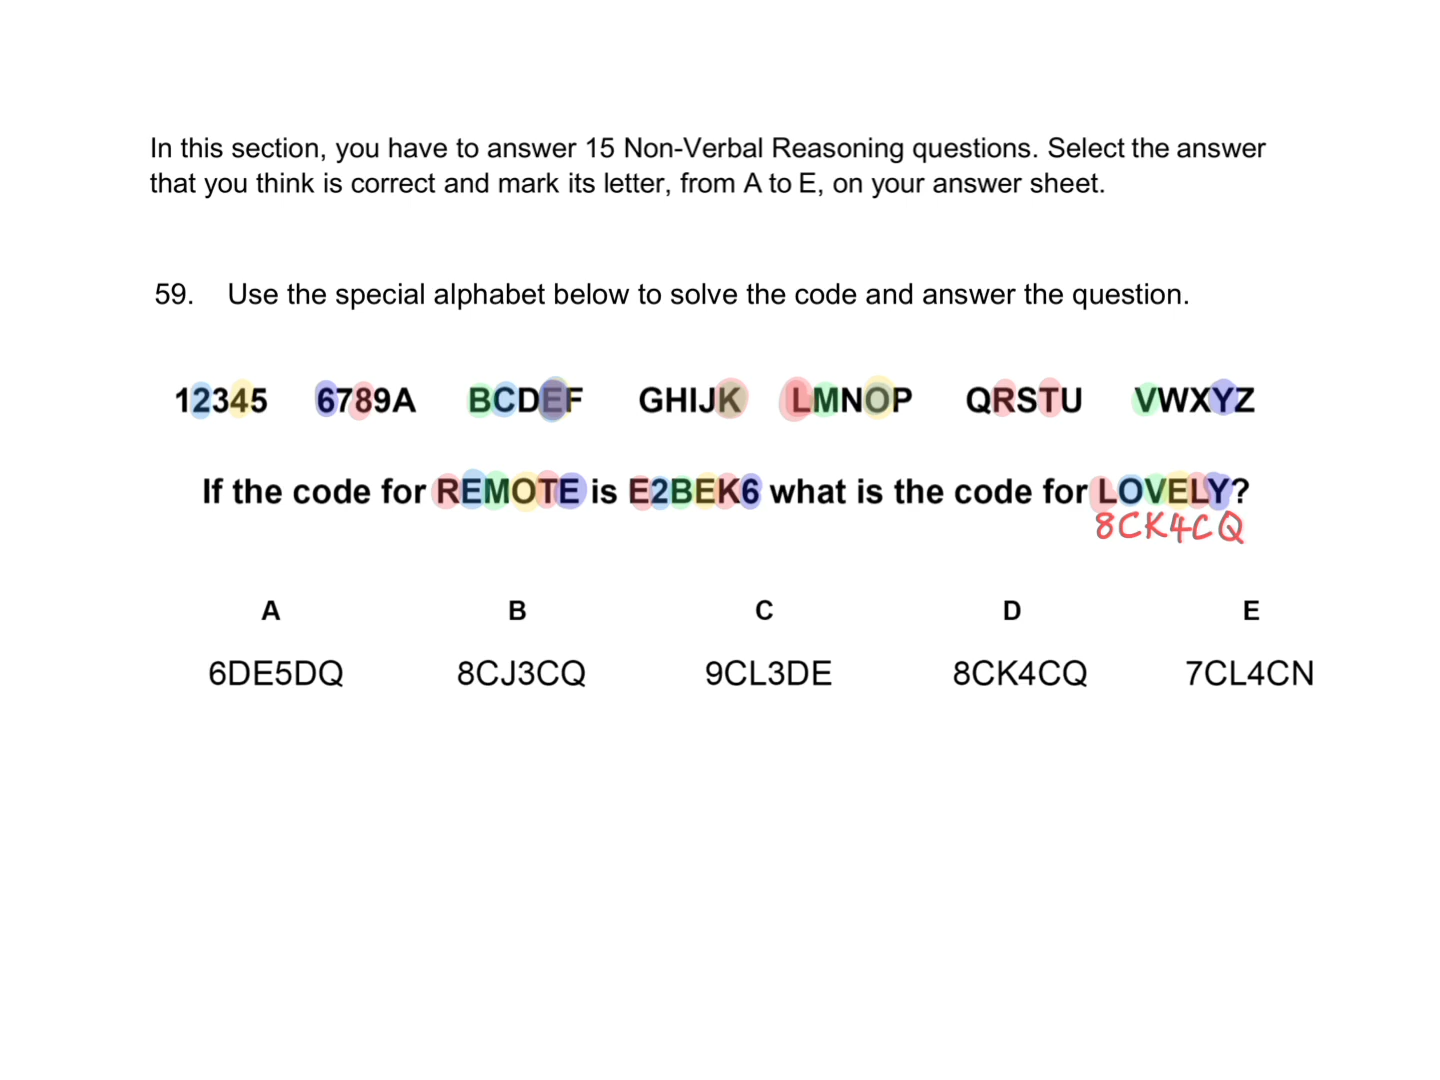 In this section, you have to answer 15 Non-Verbal Reasoning questions. Select the answer
that you think is correct and mark its letter, from A to E, on your answer sheet.
59. Use the special alphabet below to solve the code and answer the question.
12345 6789A BCDEF GHIJK LMNOP QRSTU VWXYZ
If the code for REMOTE is E2BEK6 what is the code for LOVELY?
8CK4CQ
A B C D E
6DE5DQ 8CJ3CQ 9CL3DE 8CK4CQ 7CL4CN